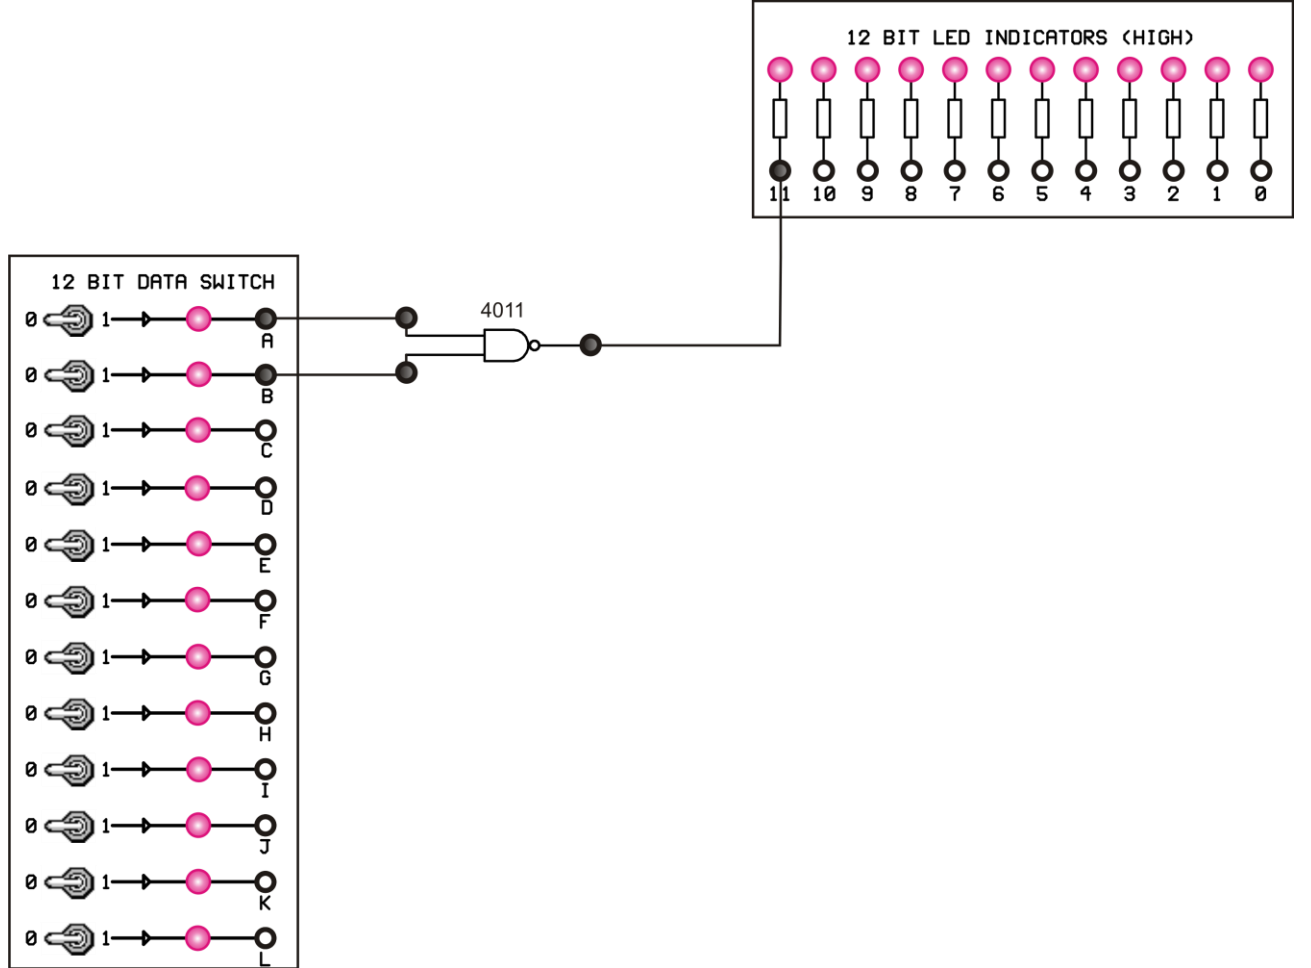 12 BIT LED INDICATORS (HIGH)
11 10 9 8 7 6 5 4 3 2 1 0
12 BIT DATA SWITCH
4011
0 1 A
0 1 B
0 1 C
0 1 D
0 1 E
0 1 F
0 1 G
0 1 H
0 1 I
0 1 J
0 1 K
0 1 L